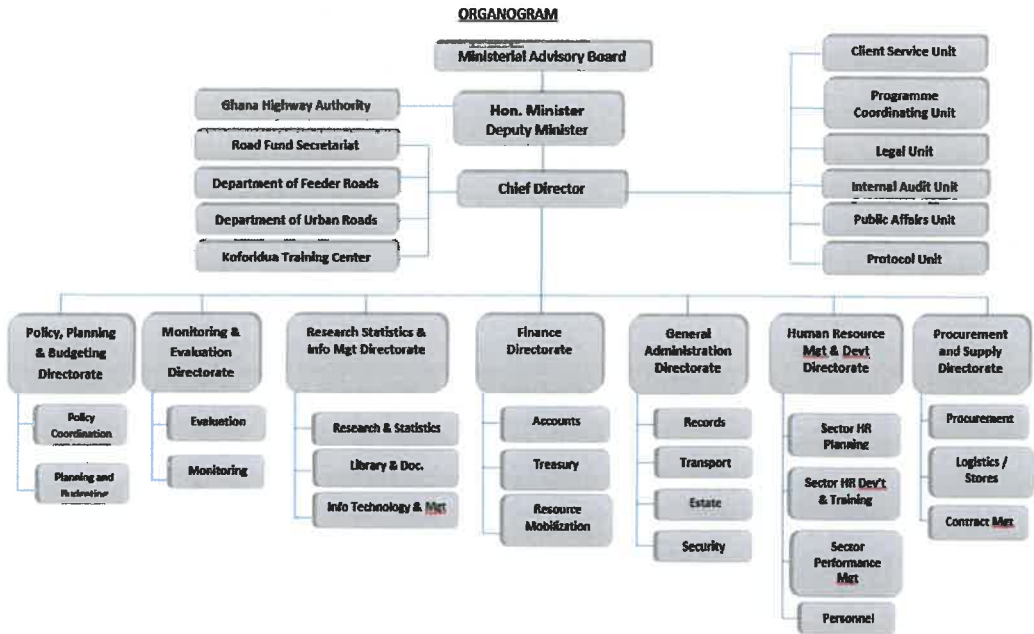 ORGANOGRAM
Ministerial Advisory Board
Hon. Minister
Deputy Minister
Ghana Highway Authority
Road Fund Secretariat
Department of Feeder Roads
Department of Urban Roads
Koforidua Training Center
Chief Director
Client Service Unit
Programme
Coordinating Unit
Legal Unit
Internal Audit Unit
Public Affairs Unit
Protocol Unit
Policy, Planning
& Budgeting
Directorate
Policy
Coordination
Planning and
Budgeting
Monitoring &
Evaluation
Directorate
Evaluation
Monitoring
Research Statistics &
Info Mgt Directorate
Research & Statistics
Library & Doc.
Info Technology & Mgt
Finance
Directorate
Accounts
Treasury
Resource
Mobilization
General
Administration
Directorate
Records
Transport
Estate
Security
Human Resource
Mgt & Devt
Directorate
Sector HR
Planning
Sector HR Dev't
& Training
Sector
Performance
Mgt
Personnel
Procurement
and Supply
Directorate
Procurement
Logistics /
Stores
Contract Mgt